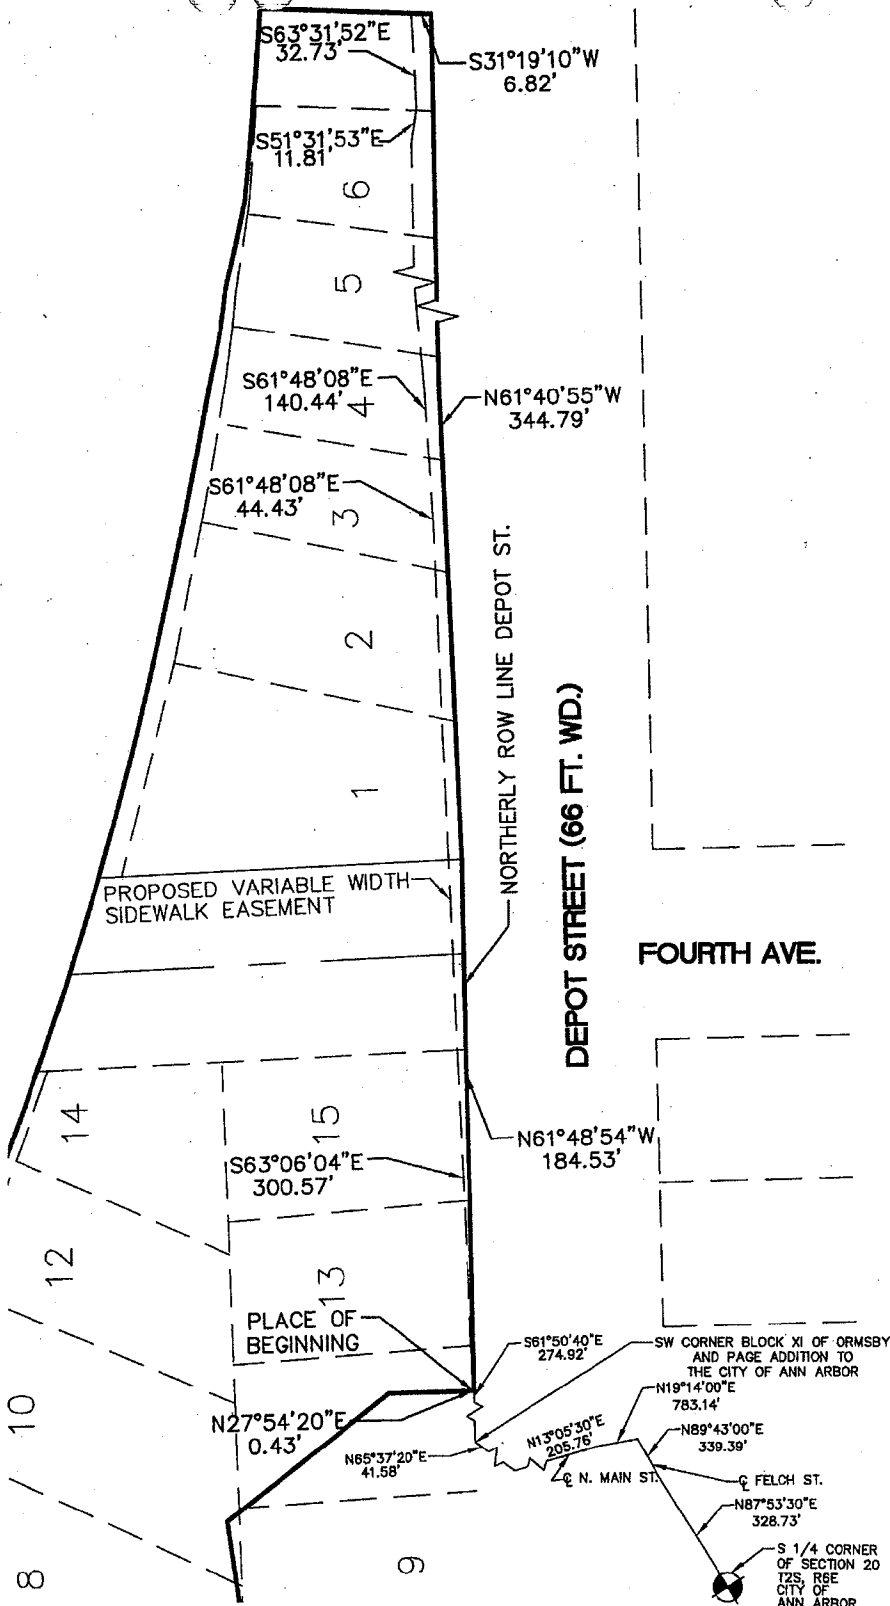 S63°31'52"E
32.73'
S31°19'10"W
6.82'
S51°31'53"E
11.81'
6
5
S61°48'08"E
140.44'
4
N61°40'55"W
344.79'
S61°48'08"E
44.43'
3
2
NORTHERLY ROW LINE DEPOT ST.
DEPOT STREET (66 FT. WD.)
1
PROPOSED VARIABLE WIDTH
SIDEWALK EASEMENT
FOURTH AVE.
14
15
N61°48'54"W
184.53'
S63°06'04"E
300.57'
12
13
PLACE OF
BEGINNING
S61°50'40"E
274.92'
SW CORNER BLOCK XI OF ORMSBY
AND PAGE ADDITION TO
THE CITY OF ANN ARBOR
N19°14'00"E
783.14'
10
N27°54'20"E
0.43'
N65°37'20"E
41.58'
N13°05'30"E
205.76'
N89°43'00"E
339.39'
℄ N. MAIN ST.
℄ FELCH ST.
N87°53'30"E
328.73'
8
9
S 1/4 CORNER
OF SECTION 20
T2S, R6E
CITY OF
ANN ARBOR